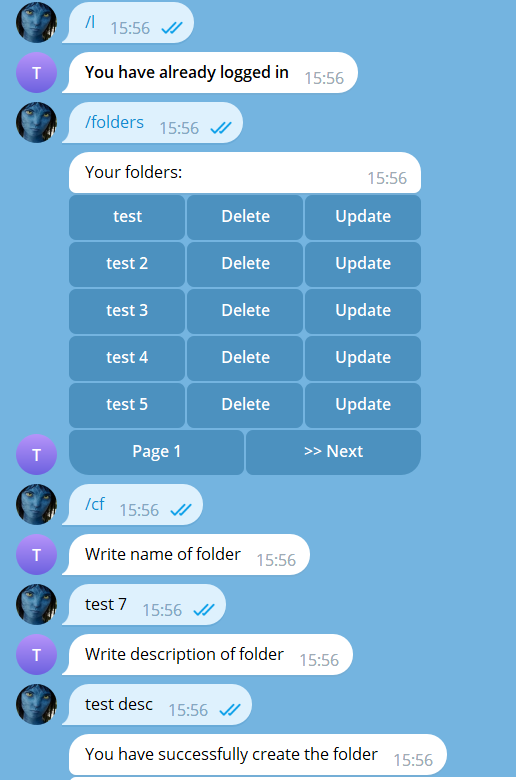 /l 15:56
T
You have already logged in 15:56
/folders 15:56
Your folders: 15:56
test Delete Update
test 2 Delete Update
test 3 Delete Update
test 4 Delete Update
test 5 Delete Update
T Page 1 >> Next
/cf 15:56
T Write name of folder 15:56
test 7 15:56
T Write description of folder 15:56
test desc 15:56
You have successfully create the folder 15:56